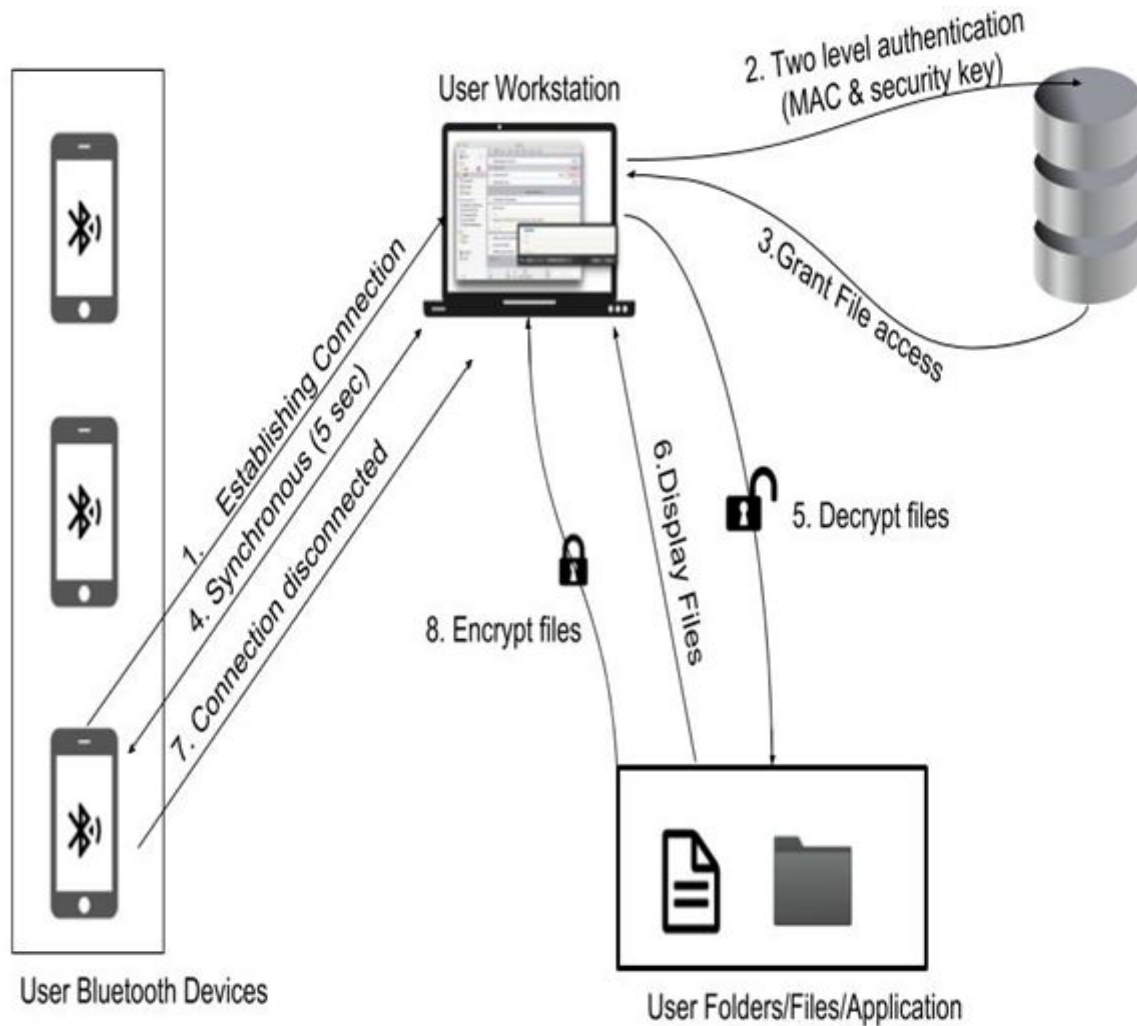 User Workstation
2. Two level authentication
(MAC & security key)
3.Grant File access
1. Establishing Connection
4. Synchronous (5 sec)
7. Connection disconnected
6.Display Files
5. Decrypt files
8. Encrypt files
User Bluetooth Devices
User Folders/Files/Application